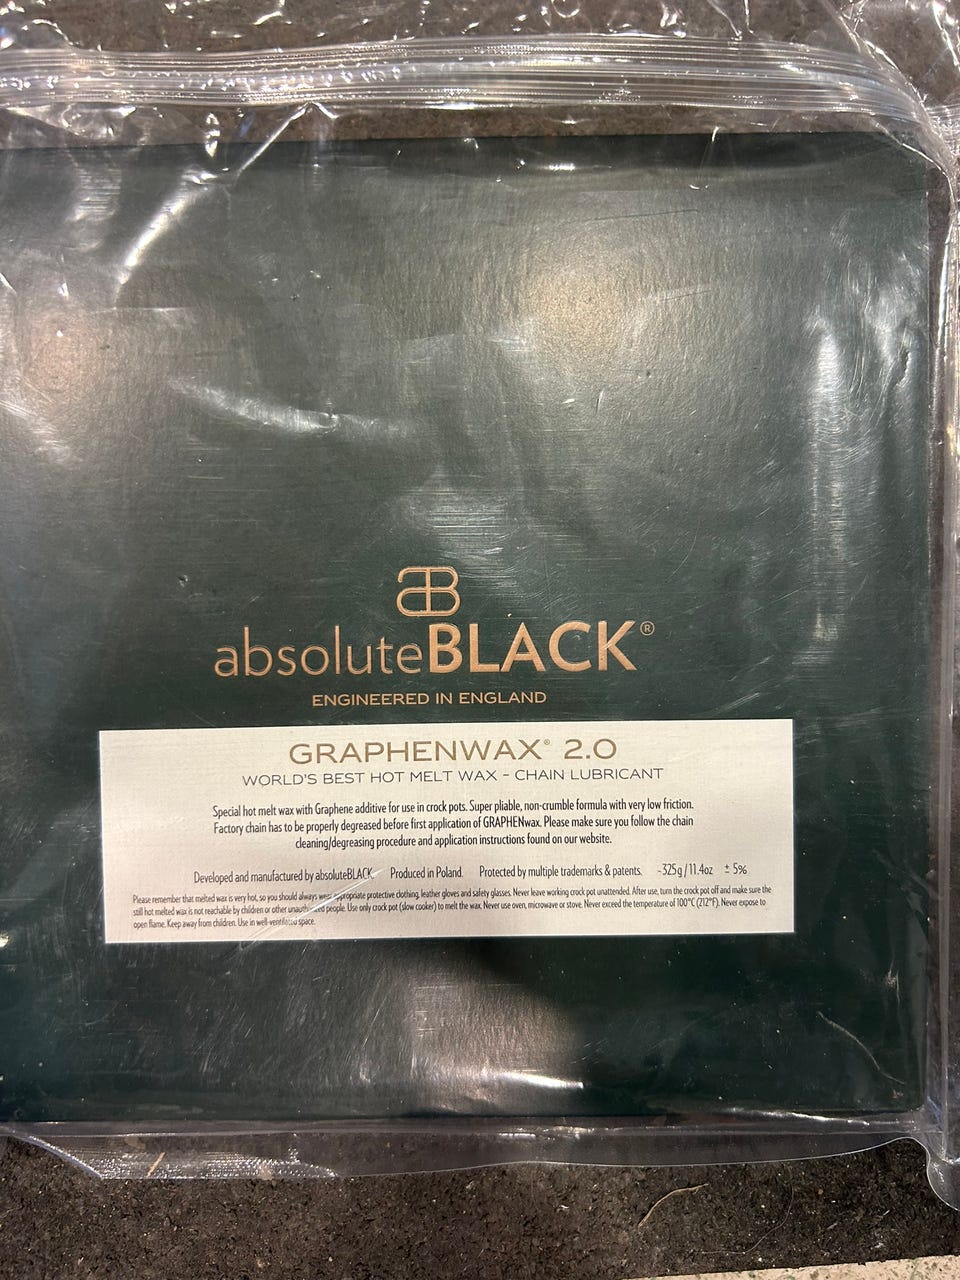 absoluteBLACK®
ENGINEERED IN ENGLAND
GRAPHENWAX® 2.0
WORLD'S BEST HOT MELT WAX - CHAIN LUBRICANT
Special hot melt wax with Graphene additive for use in crock pots. Super pliable, non-crumble formula with very low friction.
Factory chain has to be properly degreased before first application of GRAPHENwax. Please make sure you follow the chain
cleaning/degreasing procedure and application instructions found on our website.
Developed and manufactured by absoluteBLACK. Produced in Poland. Protected by multiple trademarks & patents. ~325g/11.4oz ± 5%
Please remember that melted wax is very hot, so you should always wear appropriate protective clothing, leather gloves and safety glasses. Never leave working crock pot unattended. After use, turn the crock pot off and make sure the
still hot melted wax is not reachable by children or other unauthorized people. Use only crock pot (slow cooker) to melt the wax. Never use oven, microwave or stove. Never exceed the temperature of 100°C (212°F). Never expose to
open flame. Keep away from children. Use in well-ventilated space.